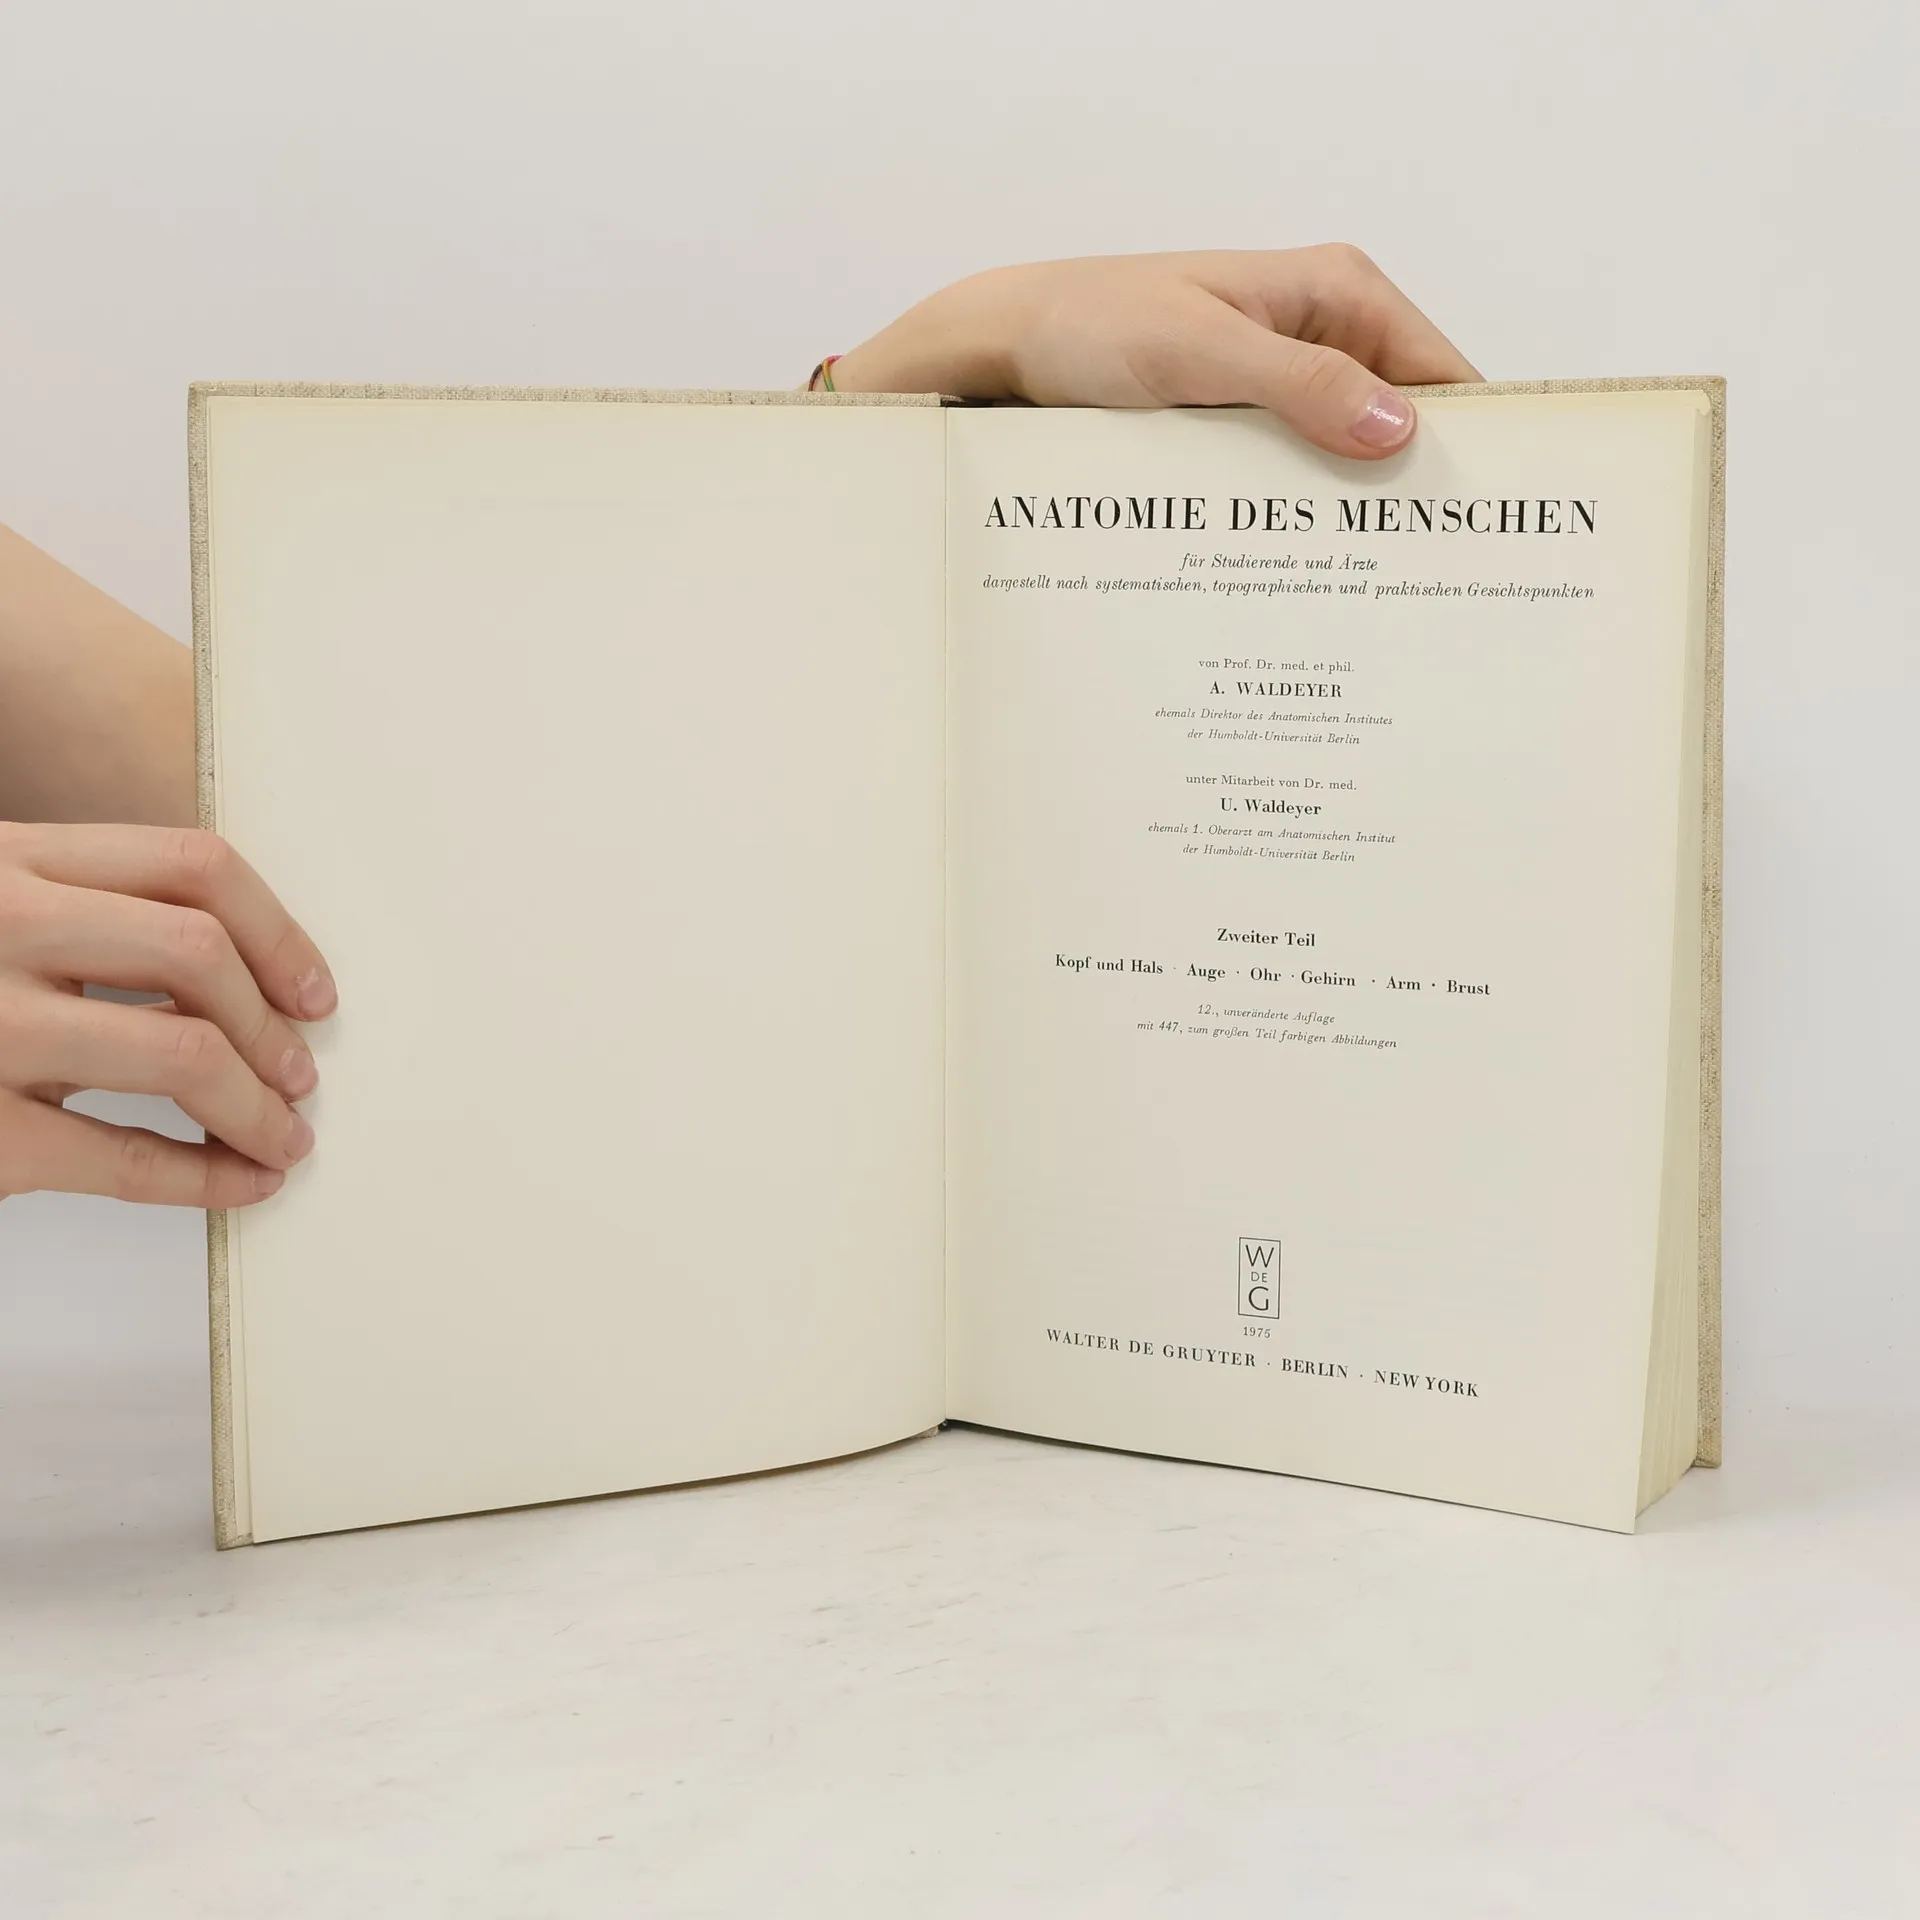 ANATOMIE DES MENSCHEN
für Studierende und Ärzte
dargestellt nach systematischen, topographischen und praktischen Gesichtspunkten
von Prof. Dr. med. et phil.
A. WALDEYER
ehemals Direktor des Anatomischen Institutes
der Humboldt-Universität Berlin
unter Mitarbeit von Dr. med.
U. Waldeyer
ehemals 1. Oberarzt am Anatomischen Institut
der Humboldt-Universität Berlin
Zweiter Teil
Kopf und Hals · Auge · Ohr · Gehirn · Arm · Brust
12., unveränderte Auflage
mit 447, zum großen Teil farbigen Abbildungen
W
DE
G
1975
WALTER DE GRUYTER · BERLIN · NEW YORK